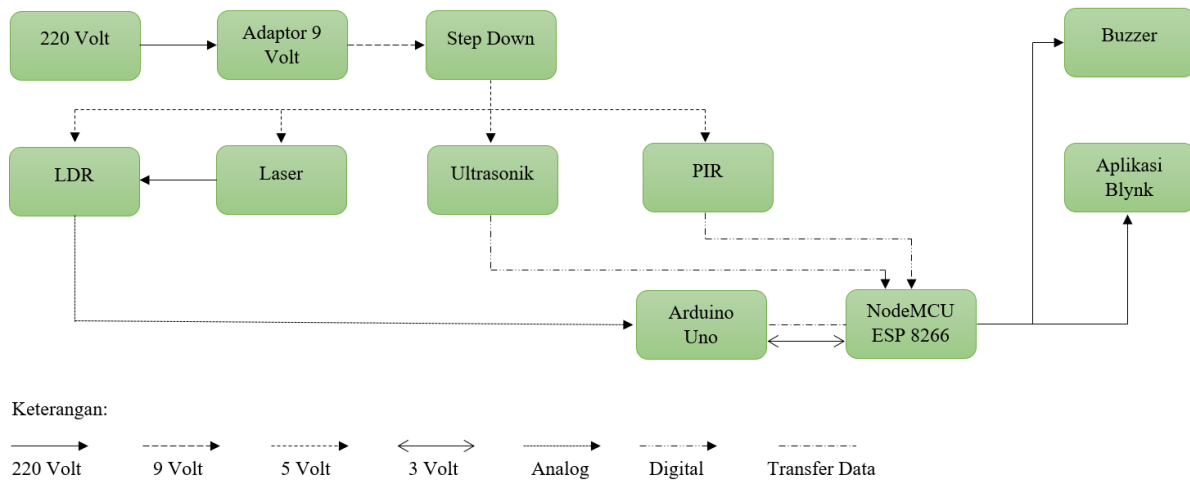 220 Volt
Adaptor 9
Volt
Step Down
Buzzer
LDR
Laser
Ultrasonik
PIR
Aplikasi
Blynk
Arduino
Uno
NodeMCU
ESP 8266
Keterangan:
220 Volt
9 Volt
5 Volt
3 Volt
Analog
Digital
Transfer Data